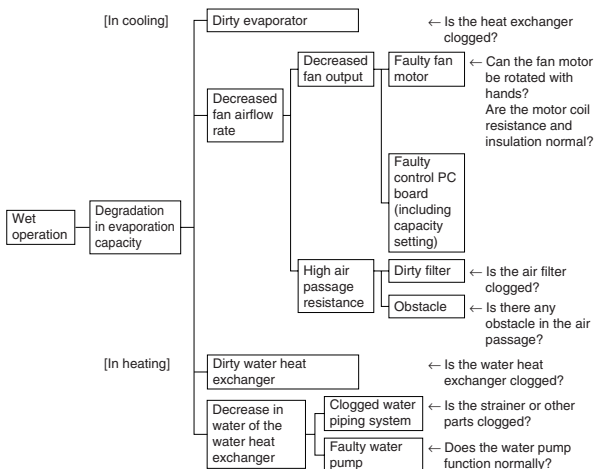 [In cooling]
Dirty evaporator
← Is the heat exchanger
clogged?
Decreased
fan airflow
rate
Decreased
fan output
Faulty fan
motor
← Can the fan motor
be rotated with
hands?
Are the motor coil
resistance and
insulation normal?
Faulty
control PC
board
(including
capacity
setting)
Wet
operation
Degradation
in evaporation
capacity
High air
passage
resistance
Dirty filter
← Is the air filter
clogged?
Obstacle
← Is there any
obstacle in the air
passage?
[In heating]
Dirty water heat
exchanger
← Is the water heat
exchanger clogged?
Decrease in
water of the
water heat
exchanger
Clogged water
piping system
← Is the strainer or other
parts clogged?
Faulty water
pump
← Does the water pump
function normally?